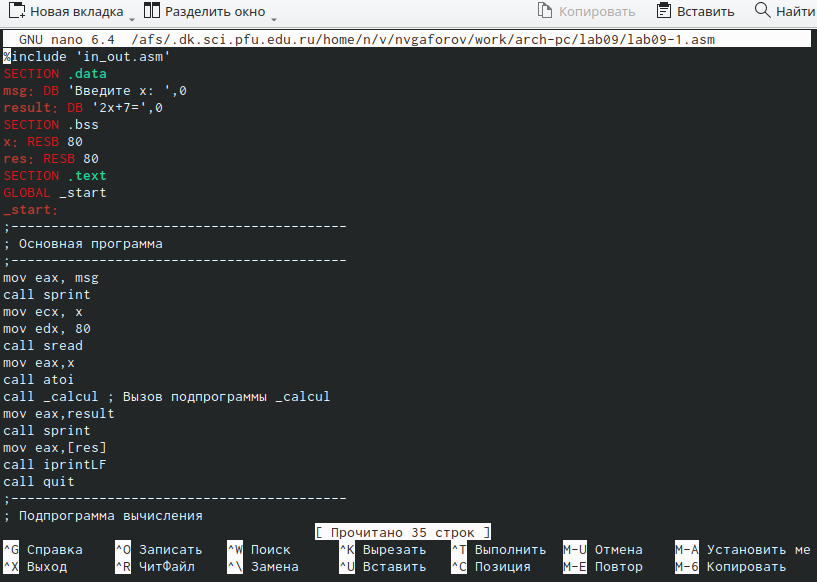 Новая вкладка Разделить окно Копировать Вставить Найти
GNU nano 6.4 /afs/.dk.sci.pfu.edu.ru/home/n/v/nvgaforov/work/arch-pc/lab09/lab09-1.asm
%include 'in_out.asm'
SECTION .data
msg: DB 'Введите x: ',0
result: DB '2x+7=',0
SECTION .bss
x: RESB 80
res: RESB 80
SECTION .text
GLOBAL _start
_start:
;------------------------------------------
; Основная программа
;------------------------------------------
mov eax, msg
call sprint
mov ecx, x
mov edx, 80
call sread
mov eax,x
call atoi
call _calcul ; Вызов подпрограммы _calcul
mov eax,result
call sprint
mov eax,[res]
call iprintLF
call quit
;------------------------------------------
; Подпрограмма вычисления
[ Прочитано 35 строк ]
^G Справка ^O Записать ^W Поиск ^K Вырезать ^T Выполнить M-U Отмена M-A Установить ме
^X Выход ^R ЧитФайл ^\ Замена ^U Вставить ^C Позиция M-E Повтор M-6 Копировать